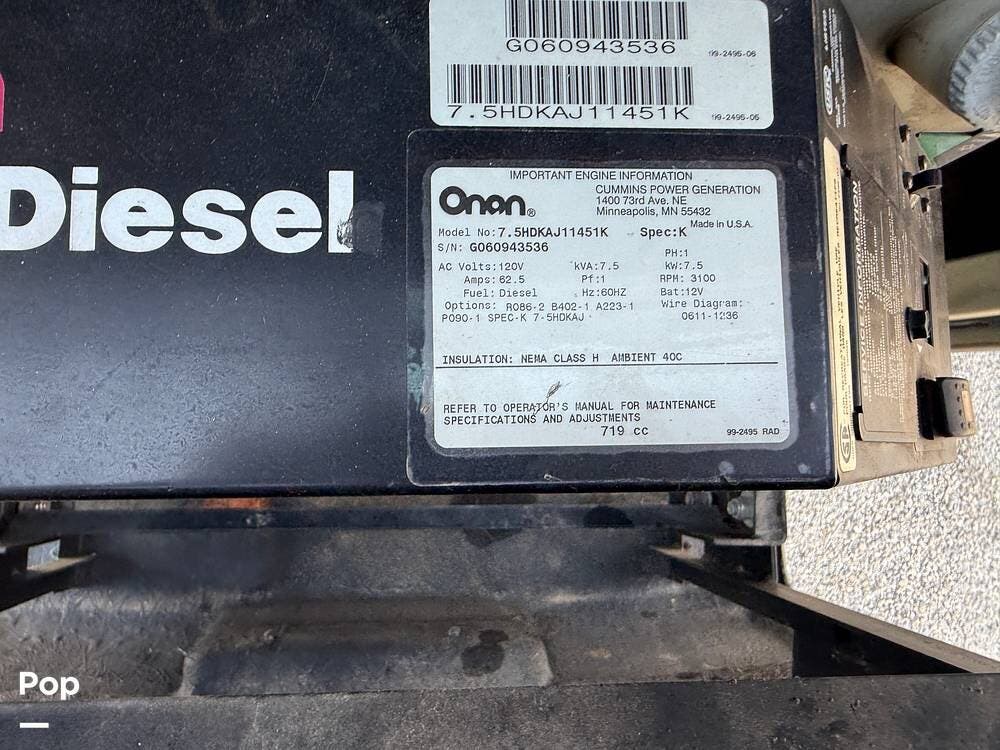 G060943536
99-2495-06
7.5HDKAJ11451K
99-2495-05
Diesel
IMPORTANT ENGINE INFORMATION
Onan®
CUMMINS POWER GENERATION
1400 73rd Ave. NE
Minneapolis, MN 55432
Made in U.S.A.
Model No:7.5HDKAJ11451K Spec:K
S/N: G060943536
PH:1
AC Volts:120V kVA:7.5 kW:7.5
Amps:62.5 Pf:1 RPM: 3100
Fuel: Diesel Hz:60HZ Bat:12V
Options: R086-2 B402-1 A223-1 Wire Diagram:
P090-1 SPEC-K 7-5HDKAJ 0611-1236
INSULATION: NEMA CLASS H AMBIENT 40C
REFER TO OPERATOR'S MANUAL FOR MAINTENANCE
SPECIFICATIONS AND ADJUSTMENTS
719 cc
99-2495 RAD
Pop